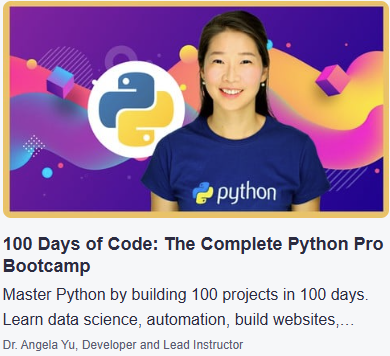 python
100 Days of Code: The Complete Python Pro
Bootcamp
Master Python by building 100 projects in 100 days.
Learn data science, automation, build websites,…
Dr. Angela Yu, Developer and Lead Instructor